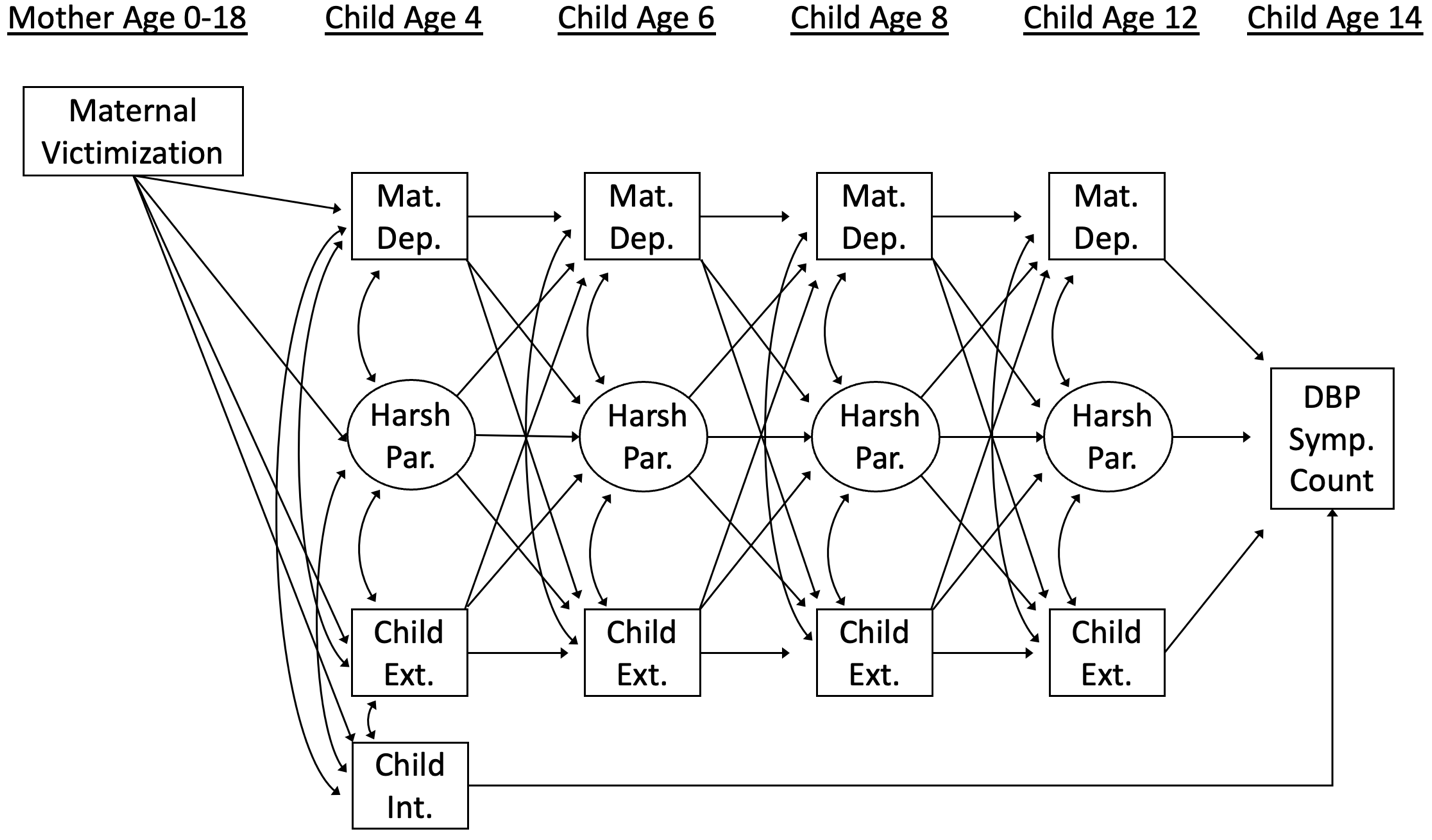 Mother Age 0-18
Child Age 4
Child Age 6
Child Age 8
Child Age 12
Child Age 14
Maternal
Victimization
Mat.
Dep.
Mat.
Dep.
Mat.
Dep.
Mat.
Dep.
Harsh
Par.
Harsh
Par.
Harsh
Par.
Harsh
Par.
DBP
Symp.
Count
Child
Ext.
Child
Ext.
Child
Ext.
Child
Ext.
Child
Int.